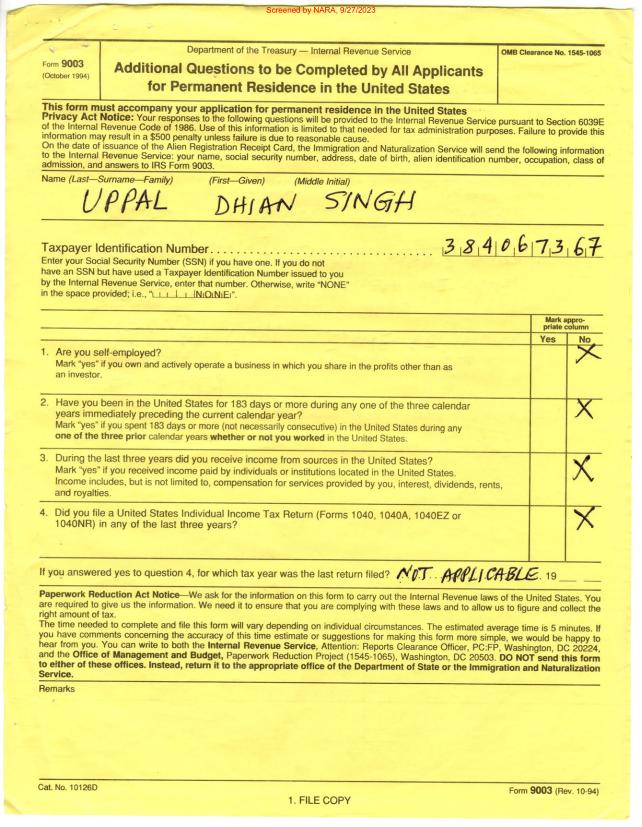 Screened by NARA, 9/27/2023
Form 9003
(October 1994)
Department of the Treasury — Internal Revenue Service
Additional Questions to be Completed by All Applicants
for Permanent Residence in the United States
OMB Clearance No. 1545-1065
This form must accompany your application for permanent residence in the United States
Privacy Act Notice: Your responses to the following questions will be provided to the Internal Revenue Service pursuant to Section 6039E
of the Internal Revenue Code of 1986. Use of this information is limited to that needed for tax administration purposes. Failure to provide this
information may result in a $500 penalty unless failure is due to reasonable cause.
On the date of issuance of the Alien Registration Receipt Card, the Immigration and Naturalization Service will send the following information
to the Internal Revenue Service: your name, social security number, address, date of birth, alien identification number, occupation, class of
admission, and answers to IRS Form 9003.
Name (Last—Surname—Family) (First—Given) (Middle Initial)
UPPAL DHIAN SINGH
Taxpayer Identification Number 384067367
Enter your Social Security Number (SSN) if you have one. If you do not
have an SSN but have used a Taxpayer Identification Number issued to you
by the Internal Revenue Service, enter that number. Otherwise, write "NONE"
in the space provided; i.e., "| | | | |N|O|N|E|".
Mark appro-
priate column
Yes No
1. Are you self-employed? X
Mark "yes" if you own and actively operate a business in which you share in the profits other than as
an investor.
2. Have you been in the United States for 183 days or more during any one of the three calendar
years immediately preceding the current calendar year? X
Mark "yes" if you spent 183 days or more (not necessarily consecutive) in the United States during any
one of the three prior calendar years whether or not you worked in the United States.
3. During the last three years did you receive income from sources in the United States?
Mark "yes" if you received income paid by individuals or institutions located in the United States. X
Income includes, but is not limited to, compensation for services provided by you, interest, dividends, rents,
and royalties.
4. Did you file a United States Individual Income Tax Return (Forms 1040, 1040A, 1040EZ or
1040NR) in any of the last three years? X
If you answered yes to question 4, for which tax year was the last return filed? NOT APPLICABLE. 19__ __
Paperwork Reduction Act Notice—We ask for the information on this form to carry out the Internal Revenue laws of the United States. You
are required to give us the information. We need it to ensure that you are complying with these laws and to allow us to figure and collect the
right amount of tax.
The time needed to complete and file this form will vary depending on individual circumstances. The estimated average time is 5 minutes. If
you have comments concerning the accuracy of this time estimate or suggestions for making this form more simple, we would be happy to
hear from you. You can write to both the Internal Revenue Service, Attention: Reports Clearance Officer, PC:FP, Washington, DC 20224,
and the Office of Management and Budget, Paperwork Reduction Project (1545-1065), Washington, DC 20503. DO NOT send this form
to either of these offices. Instead, return it to the appropriate office of the Department of State or the Immigration and Naturalization
Service.
Remarks
Cat. No. 10126D
Form 9003 (Rev. 10-94)
1. FILE COPY